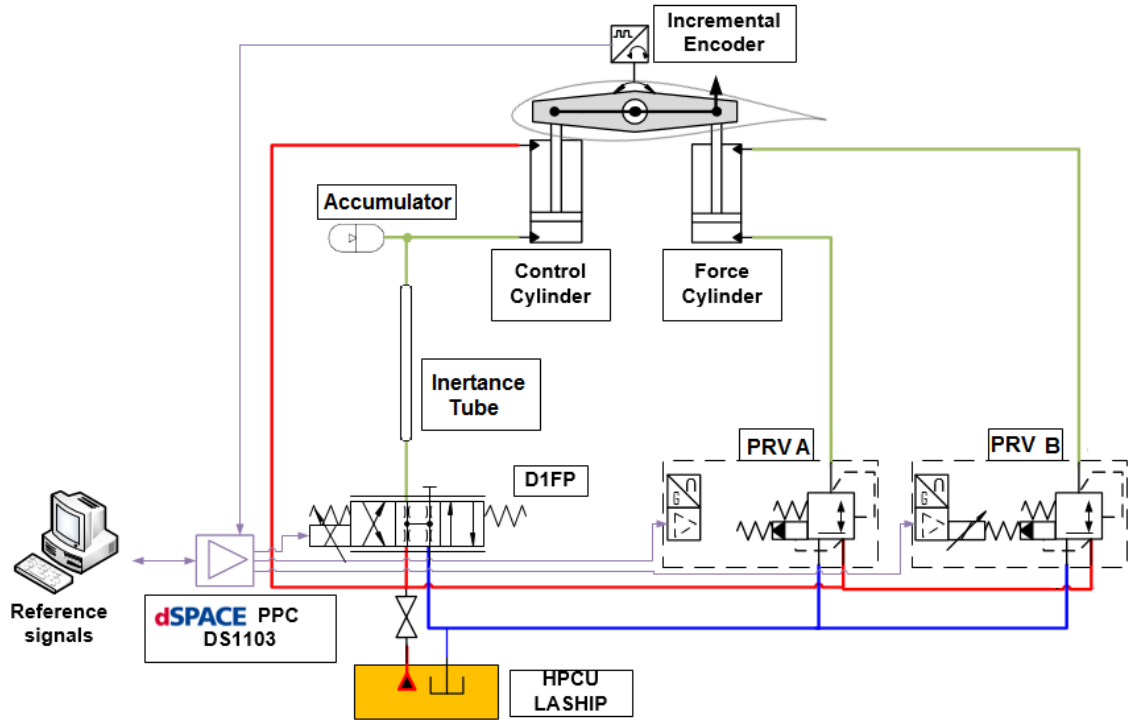 Incremental
Encoder
Accumulator
Control
Cylinder
Force
Cylinder
Inertance
Tube
PRV A
PRV B
D1FP
G
G
Reference
signals
dSPACE PPC
DS1103
HPCU
LASHIP